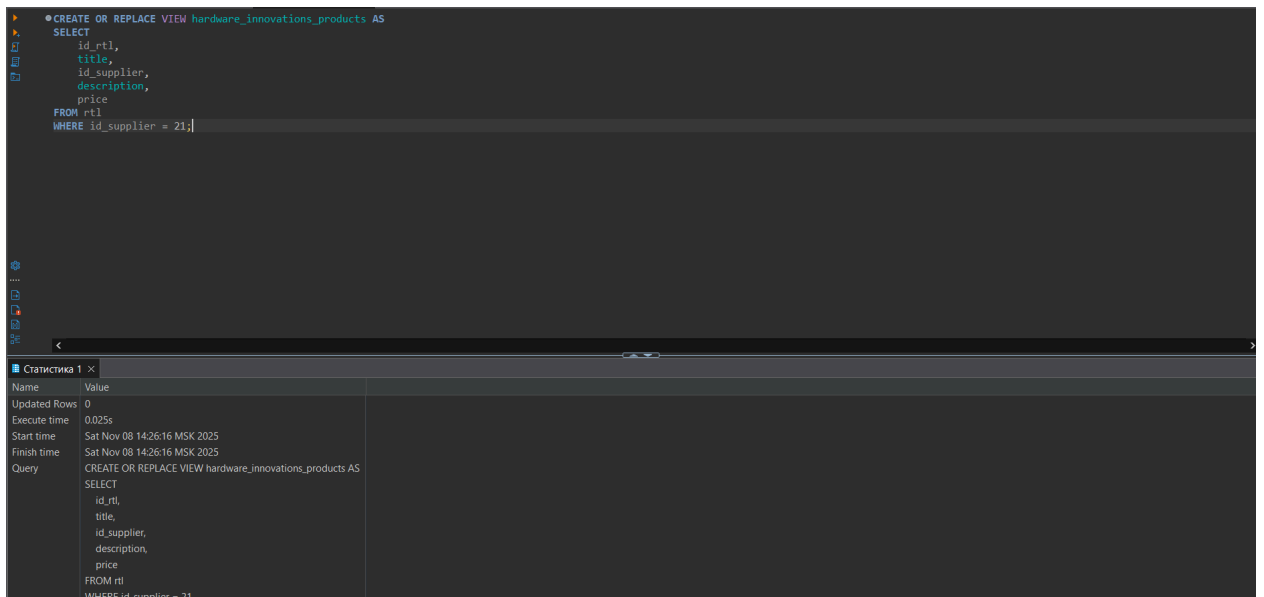 CREATE OR REPLACE VIEW hardware_innovations_products AS
SELECT
id_rtl,
title,
id_supplier,
description,
price
FROM rtl
WHERE id_supplier = 21;
Статистика 1
Name Value
Updated Rows 0
Execute time 0.025s
Start time Sat Nov 08 14:26:16 MSK 2025
Finish time Sat Nov 08 14:26:16 MSK 2025
Query CREATE OR REPLACE VIEW hardware_innovations_products AS
SELECT
id_rtl,
title,
id_supplier,
description,
price
FROM rtl
WHERE id_supplier = 21